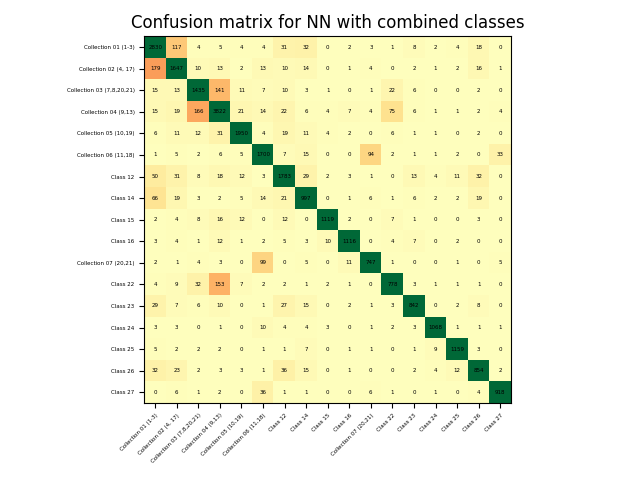 Confusion matrix for NN with combined classes
Collection 01 (1-3) 117 4 5 4 4 31 32 0 2 3 1 8 2 4 18 0
Collection 02 (4, 17) 179 1647 10 13 2 13 10 14 0 1 4 0 2 1 2 16 1
Collection 03 (7,8,20,21) 15 13 1435 141 11 7 10 3 1 0 1 22 6 0 0 2 0
Collection 04 (9,13) 15 19 166 21 14 22 6 4 7 4 75 6 1 1 2 4
Collection 05 (10,19) 6 11 12 31 1950 4 19 11 4 2 0 6 1 1 0 2 0
Collection 06 (11,18) 1 5 2 6 5 1700 7 15 0 0 94 2 1 1 2 0 33
Class 12 50 31 8 18 12 3 1783 29 2 3 1 0 13 4 11 32 0
Class 14 66 19 3 2 5 14 21 0 1 6 1 6 2 2 19 0
Class 15 2 4 8 16 12 0 12 0 1119 2 0 7 1 0 0 3 0
Class 16 3 4 1 12 1 2 5 3 10 1116 0 4 7 0 2 0 0
Collection 07 (20,21) 2 1 4 3 0 99 0 5 0 11 747 1 0 0 1 0 5
Class 22 4 9 32 153 7 2 2 1 2 1 0 778 3 1 1 1 0
Class 23 29 7 6 10 0 1 27 15 0 2 1 3 842 0 2 8 0
Class 24 3 3 0 1 0 10 4 4 3 0 1 2 3 1068 1 1 1
Class 25 5 2 2 2 0 1 1 7 0 1 1 0 1 9 1159 3 0
Class 26 32 23 2 3 3 1 36 15 0 1 0 0 2 4 12 864 2
Class 27 0 6 1 2 0 36 1 1 0 0 6 1 0 1 0 4 918
Collection 01 (1-3)
Collection 02 (4, 17)
Collection 03 (7,8,20,21)
Collection 04 (9,13)
Collection 05 (10,19)
Collection 06 (11,18)
Class 12
Class 14
Class 15
Class 16
Collection 07 (20,21)
Class 22
Class 23
Class 24
Class 25
Class 26
Class 27